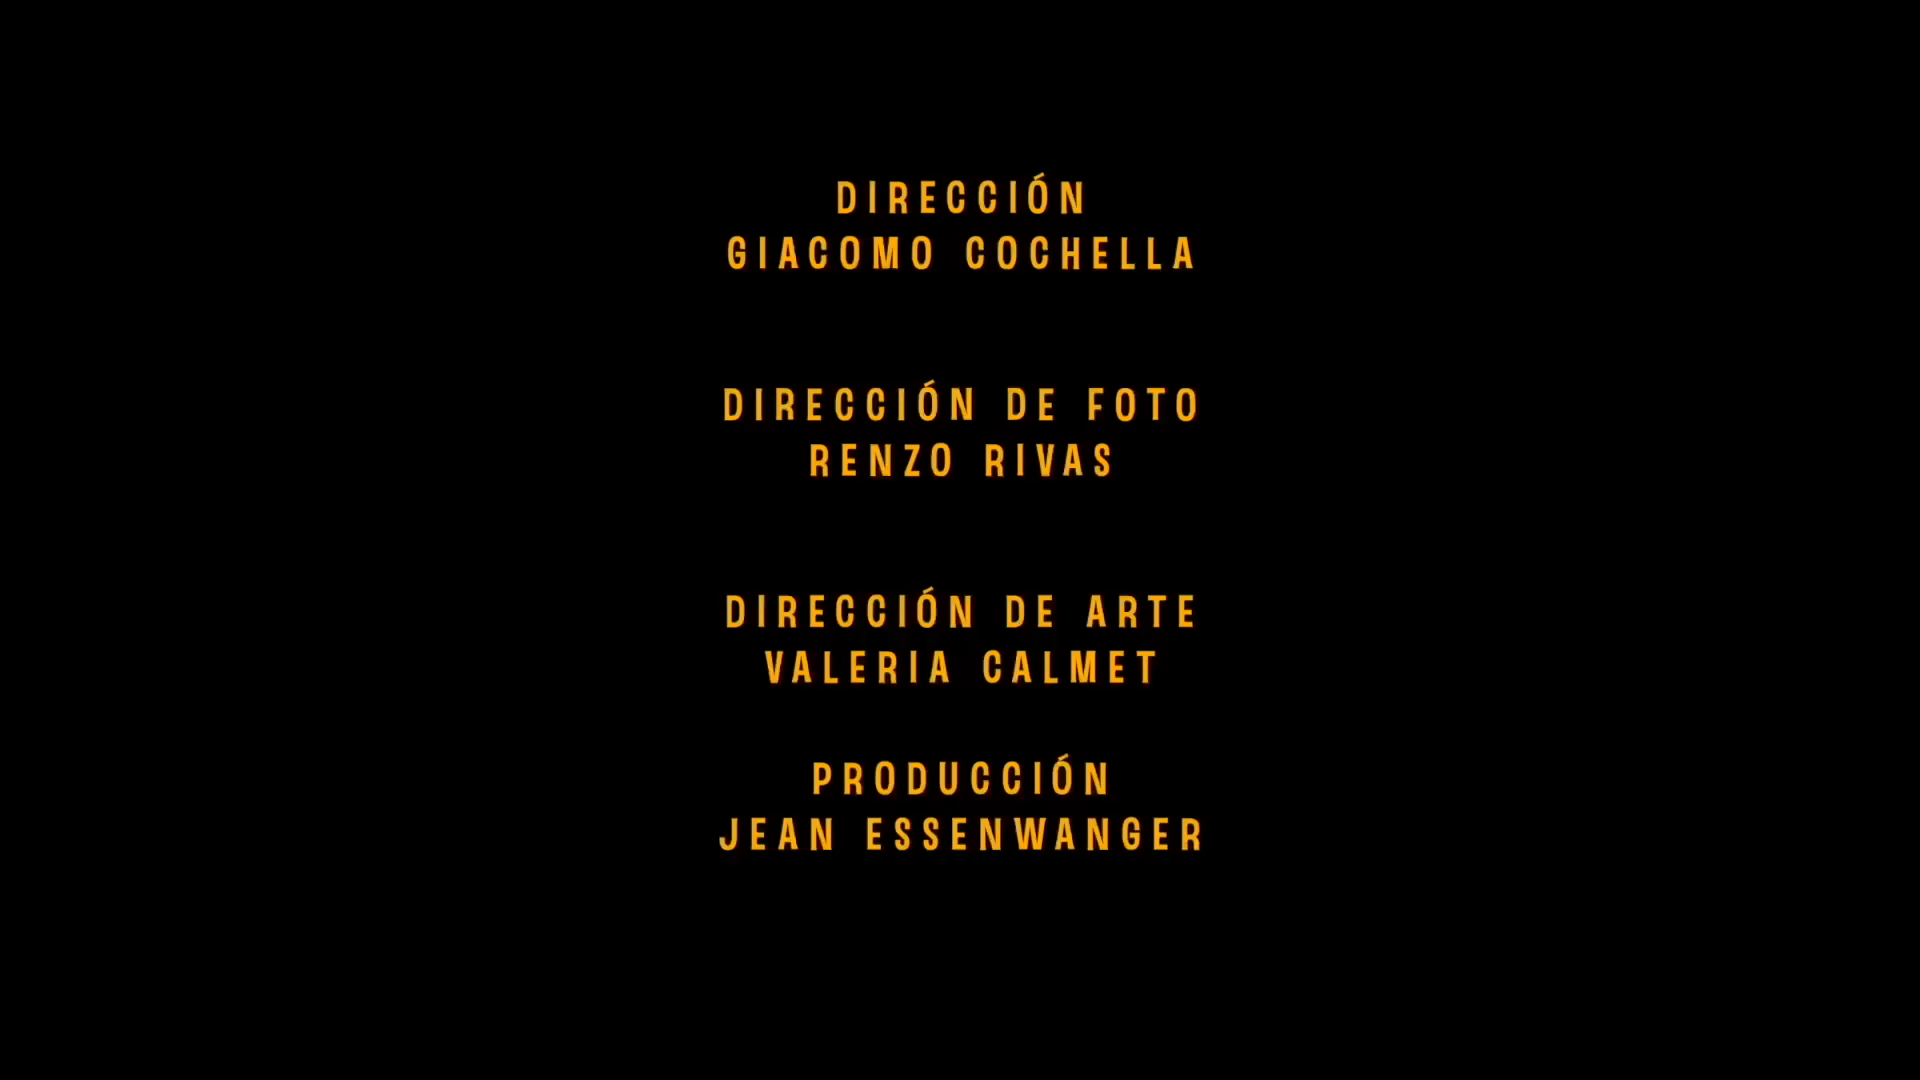 DIRECCIÓN
GIACOMO COCHELLA
DIRECCIÓN DE FOTO
RENZO RIVAS
DIRECCIÓN DE ARTE
VALERIA CALMET
PRODUCCIÓN
JEAN ESSENWANGER